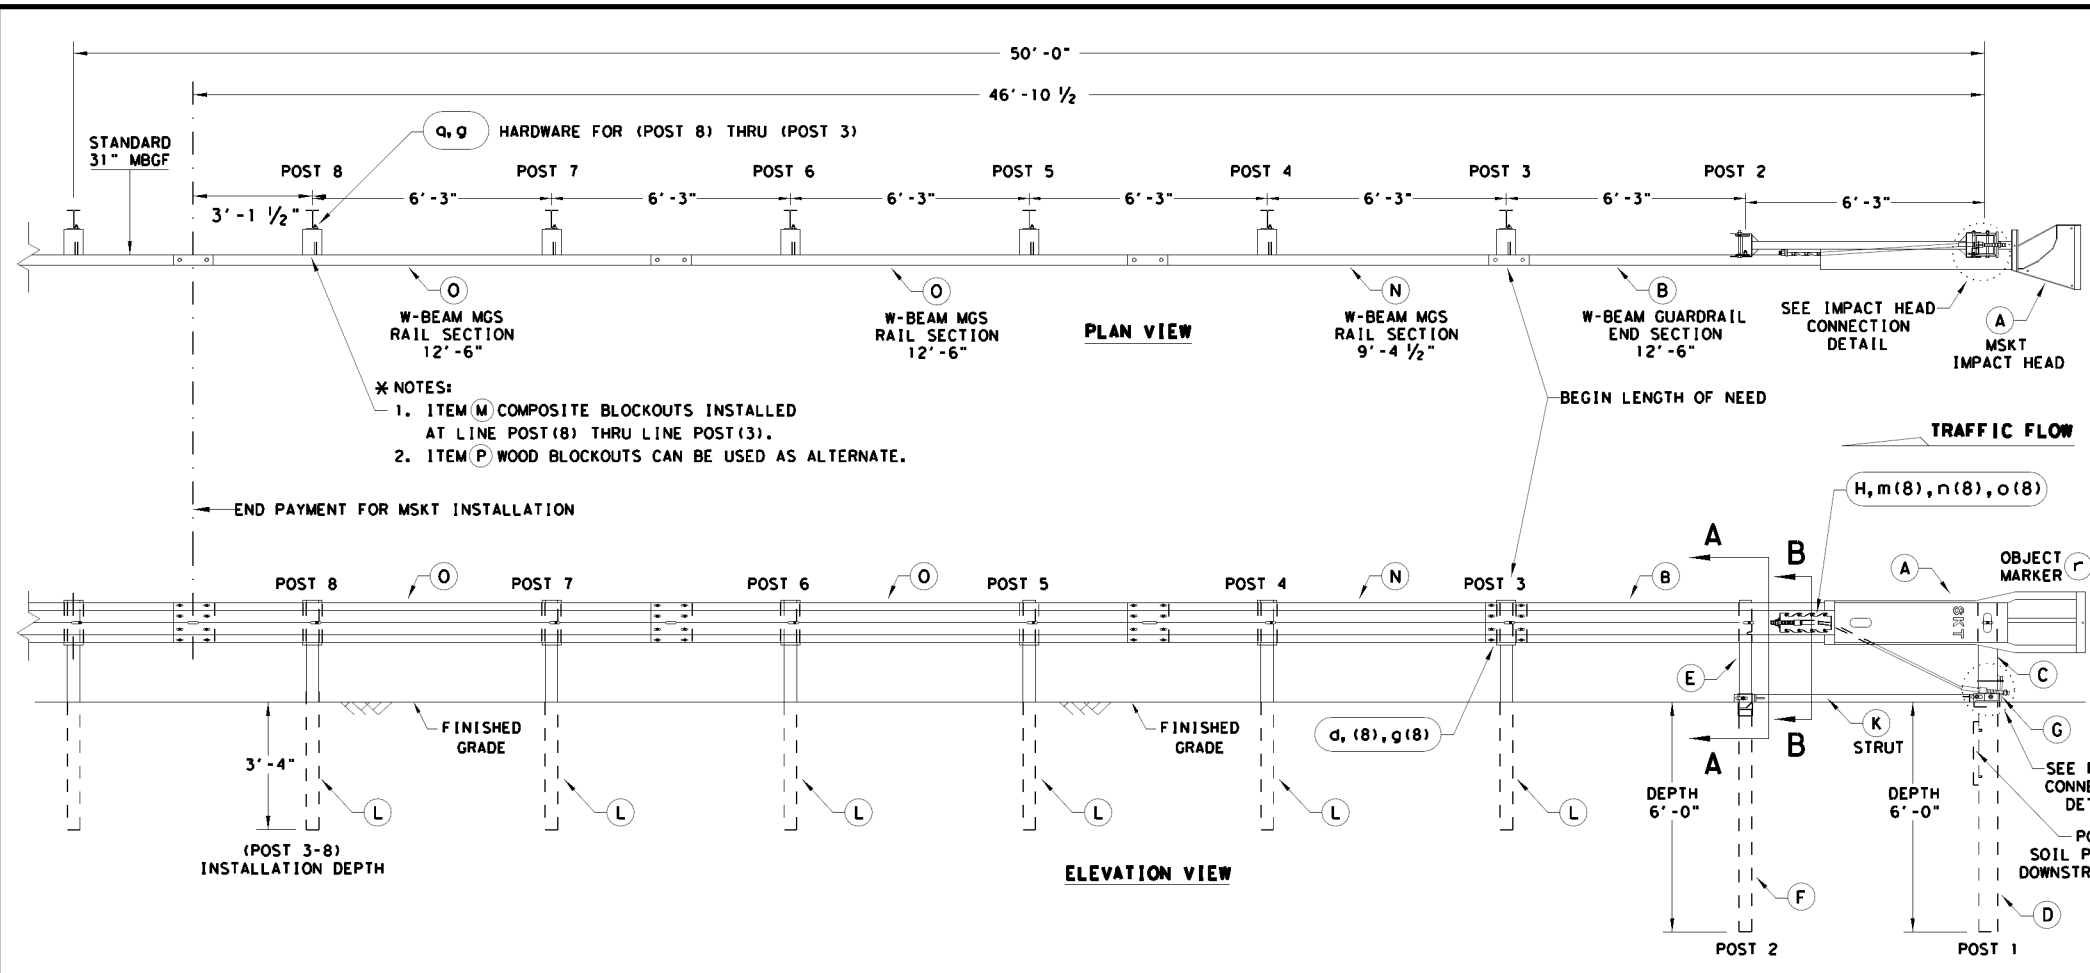 50'-0"
46'-10 1/2
STANDARD
31" MBGF
q,g HARDWARE FOR (POST 8) THRU (POST 3)
POST 8 POST 7 POST 6 POST 5 POST 4 POST 3 POST 2
3'-1 1/2" 6'-3" 6'-3" 6'-3" 6'-3" 6'-3" 6'-3" 6'-3"
O O N B
W-BEAM MGS
RAIL SECTION
12'-6"
W-BEAM MGS
RAIL SECTION
12'-6"
PLAN VIEW
W-BEAM MGS
RAIL SECTION
9'-4 1/2"
W-BEAM GUARDRAIL
END SECTION
12'-6"
SEE IMPACT HEAD
CONNECTION
DETAIL
A
MSKT
IMPACT HEAD
* NOTES:
1. ITEM M COMPOSITE BLOCKOUTS INSTALLED
AT LINE POST(8) THRU LINE POST(3).
2. ITEM P WOOD BLOCKOUTS CAN BE USED AS ALTERNATE.
BEGIN LENGTH OF NEED
TRAFFIC FLOW
H,m(8),n(8),o(8)
END PAYMENT FOR MSKT INSTALLATION
A B
OBJECT
MARKER r
A
POST 8 O POST 7 POST 6 O POST 5 POST 4 N POST 3 B
SKT
E C
FINISHED
GRADE
FINISHED
GRADE
d,(8),g(8)
K
STRUT
G
A B
3'-4"
L L L L L
(POST 3-8)
INSTALLATION DEPTH
DEPTH
6'-0"
DEPTH
6'-0"
SEE
CONNE
DE
PO
SOIL P
DOWNSTR
ELEVATION VIEW
F D
POST 2 POST 1